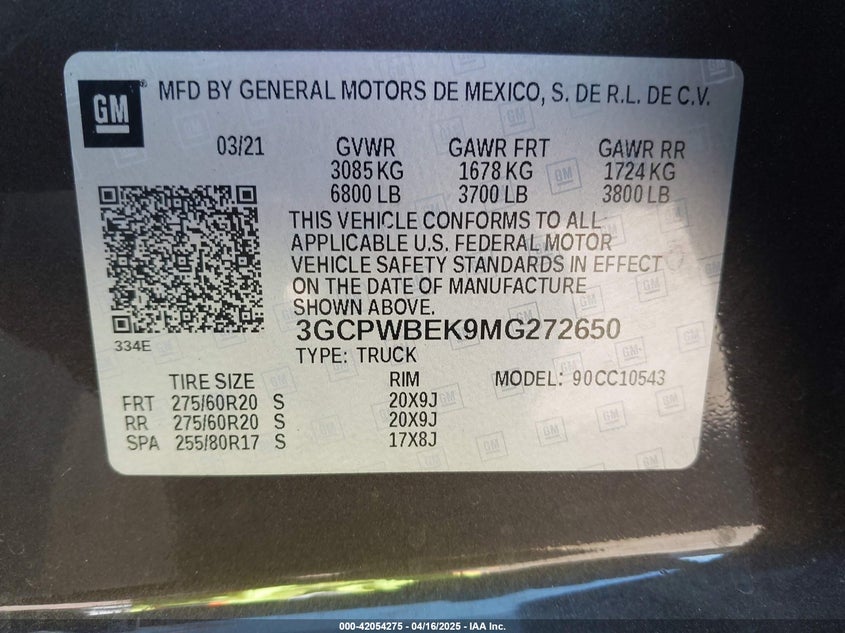 GM
MFD BY GENERAL MOTORS DE MEXICO, S. DE R.L. DE C.V.
03/21 GVWR GAWR FRT GAWR RR
3085 KG 1678 KG 1724 KG
6800 LB 3700 LB 3800 LB
THIS VEHICLE CONFORMS TO ALL
APPLICABLE U.S. FEDERAL MOTOR
VEHICLE SAFETY STANDARDS IN EFFECT
ON THE DATE OF MANUFACTURE
SHOWN ABOVE.
3GCPWBEK9MG272650
334E
TYPE: TRUCK
TIRE SIZE RIM MODEL: 90CC10543
FRT 275/60R20 S 20X9J
RR 275/60R20 S 20X9J
SPA 255/80R17 S 17X8J
000-42054275 - 04/16/2025 - IAA Inc.